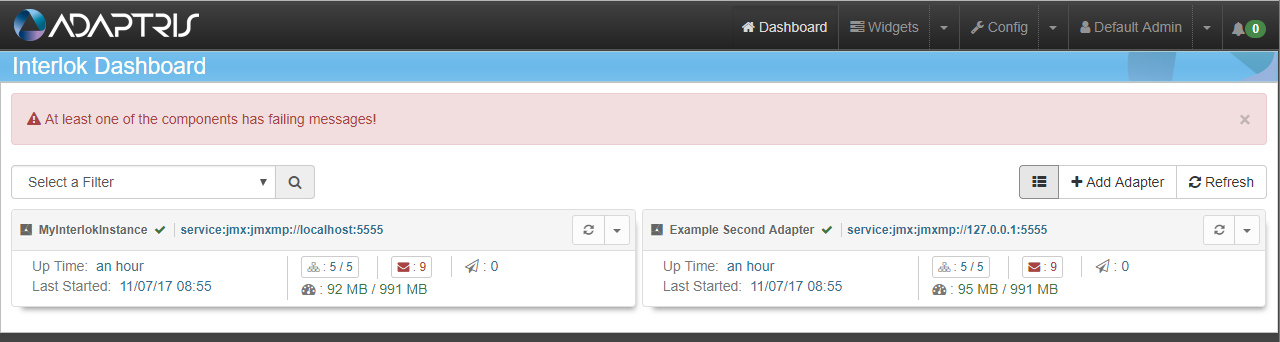 ADAPTRIS
Dashboard Widgets Config Default Admin 0
Interlok Dashboard
At least one of the components has failing messages! ×
Select a Filter Add Adapter Refresh
MyInterlokInstance service:jmx:jmxmp://localhost:5555
Up Time: an hour : 5 / 5 : 9 : 0
Last Started: 11/07/17 08:55 : 92 MB / 991 MB
Example Second Adapter service:jmx:jmxmp://127.0.0.1:5555
Up Time: an hour : 5 / 5 : 9 : 0
Last Started: 11/07/17 08:55 : 95 MB / 991 MB